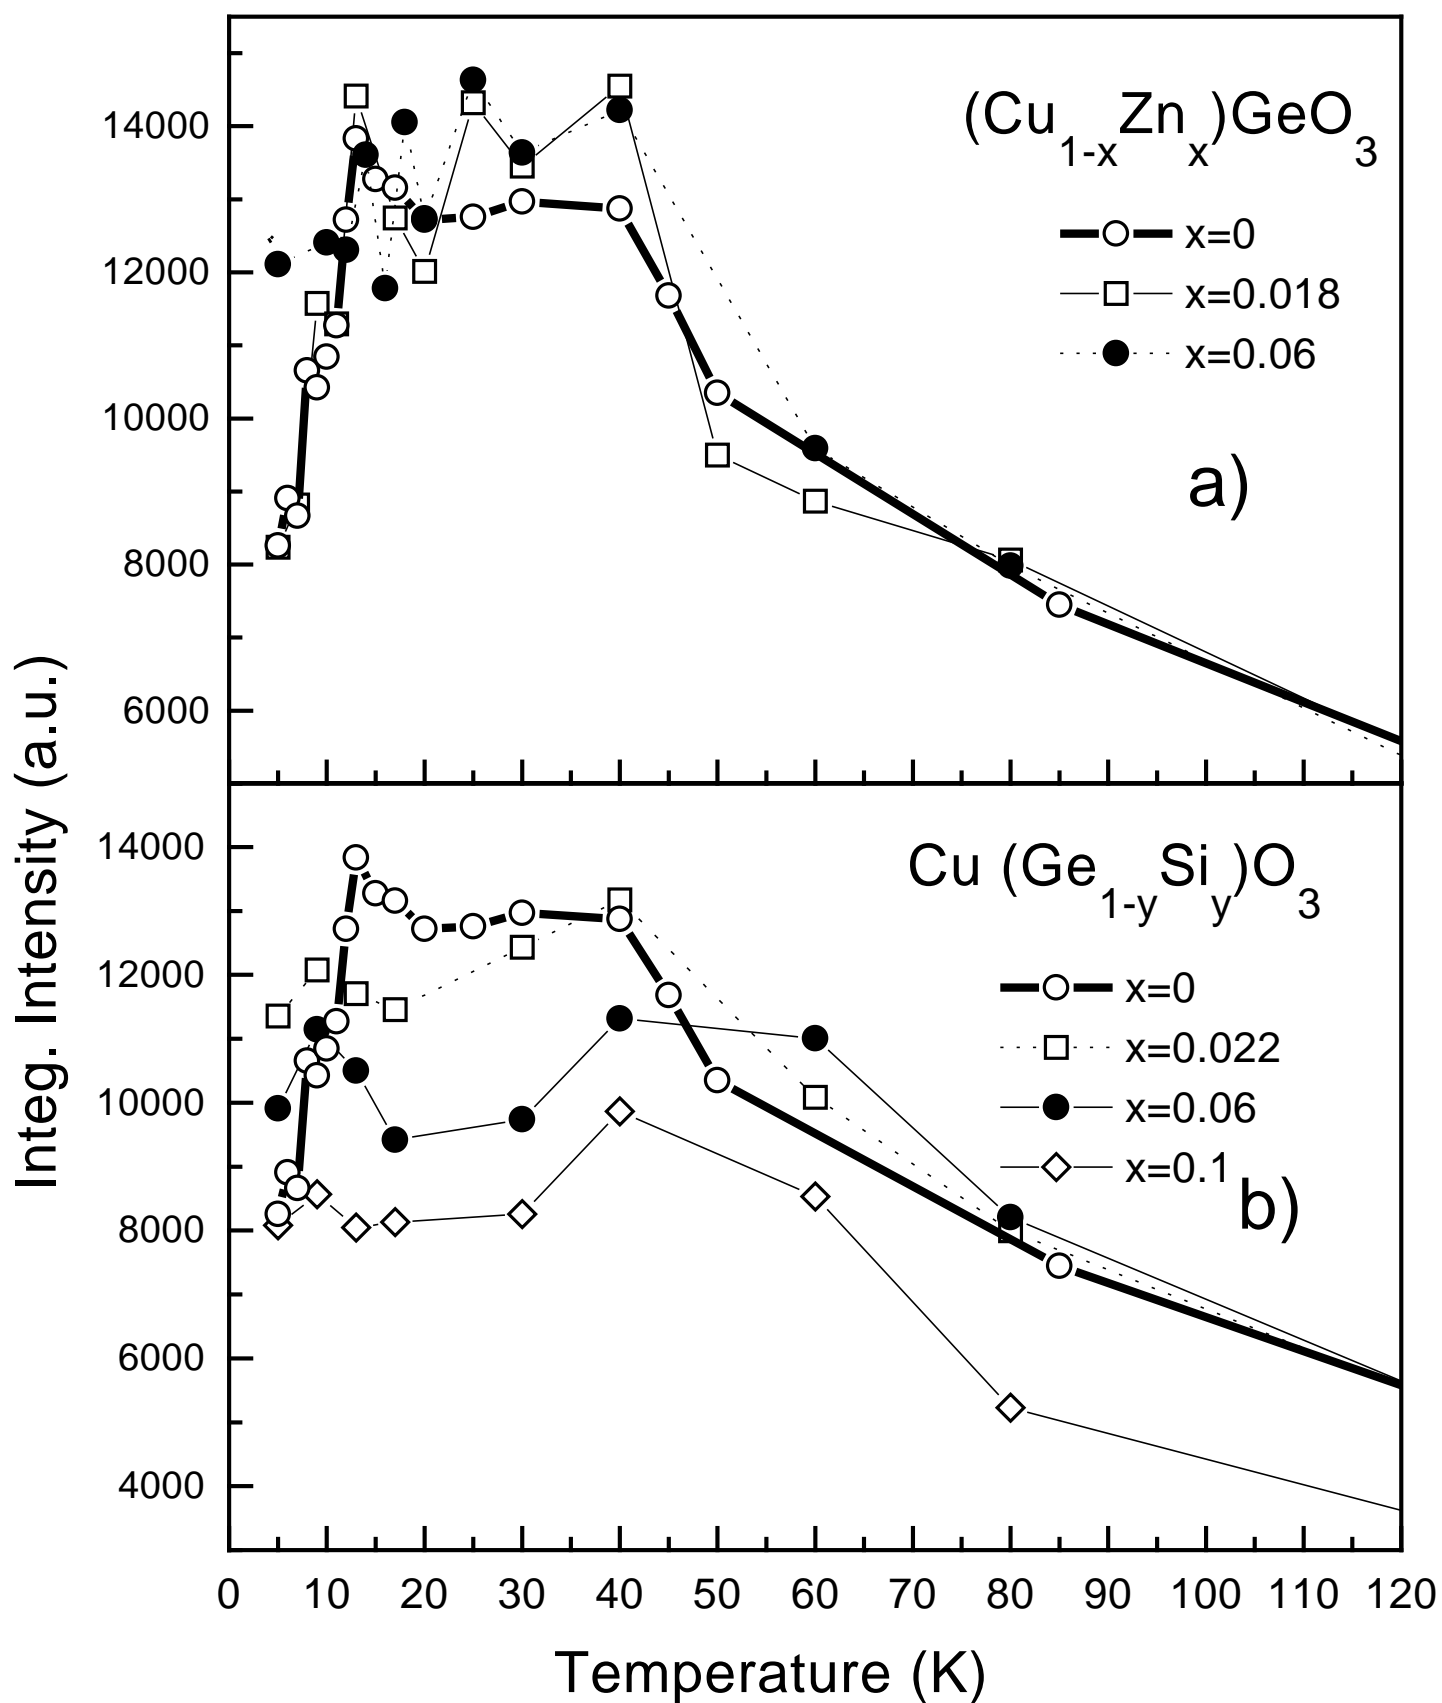 (Cu1-xZnx)GeO3
14000
12000
10000
8000
6000
x=0
x=0.018
x=0.06
a)
Integ. Intensity (a.u.)
Cu (Ge1-ySiy)O3
14000
12000
10000
8000
6000
4000
x=0
x=0.022
x=0.06
x=0.1
b)
0 10 20 30 40 50 60 70 80 90 100 110 120
Temperature (K)